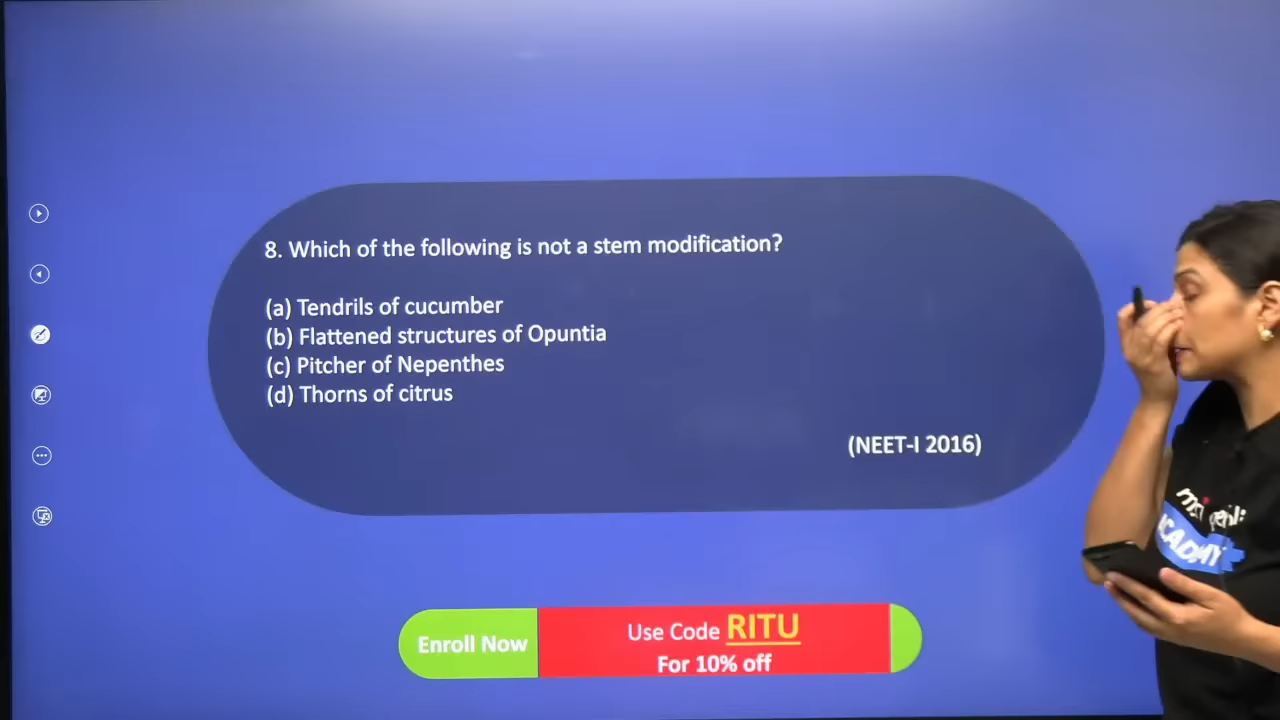 8. Which of the following is not a stem modification?
(a) Tendrils of cucumber
(b) Flattened structures of Opuntia
(c) Pitcher of Nepenthes
(d) Thorns of citrus
(NEET-I 2016)
Enroll Now
Use Code RITU
For 10% off